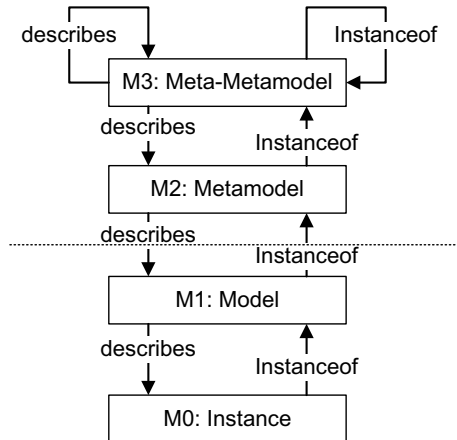 describes
Instanceof
M3: Meta-Metamodel
describes
Instanceof
M2: Metamodel
describes
Instanceof
M1: Model
describes
Instanceof
M0: Instance